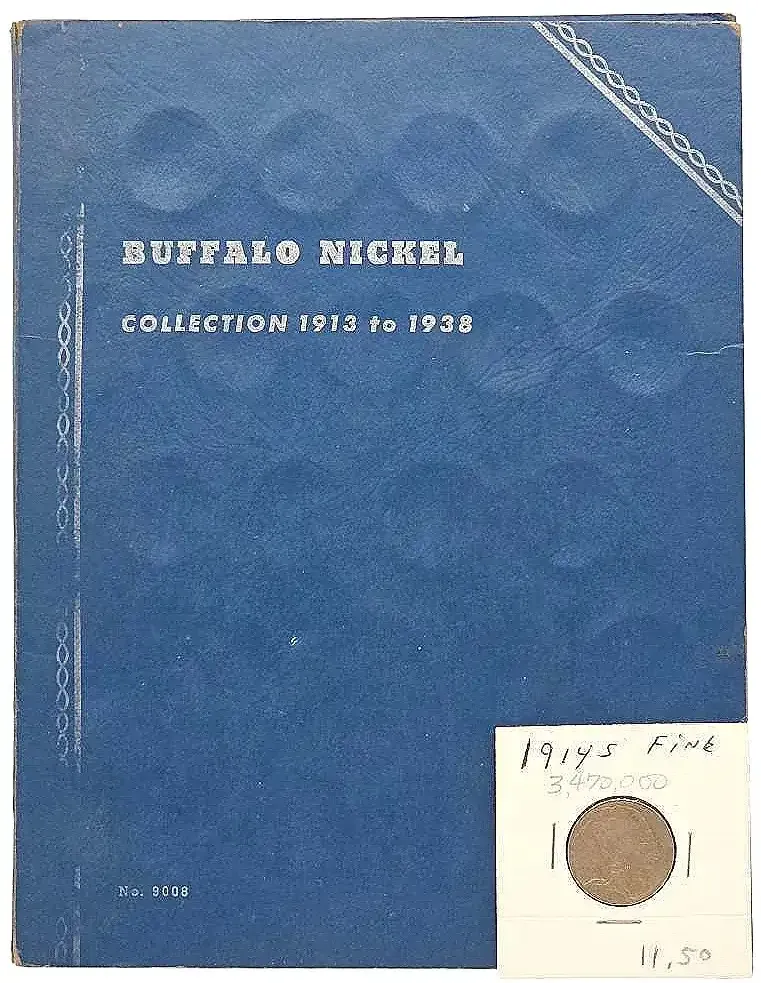 BUFFALO NICKEL
COLLECTION 1913 to 1938
No. 9008
1914S FINE
3,470,000
11,50